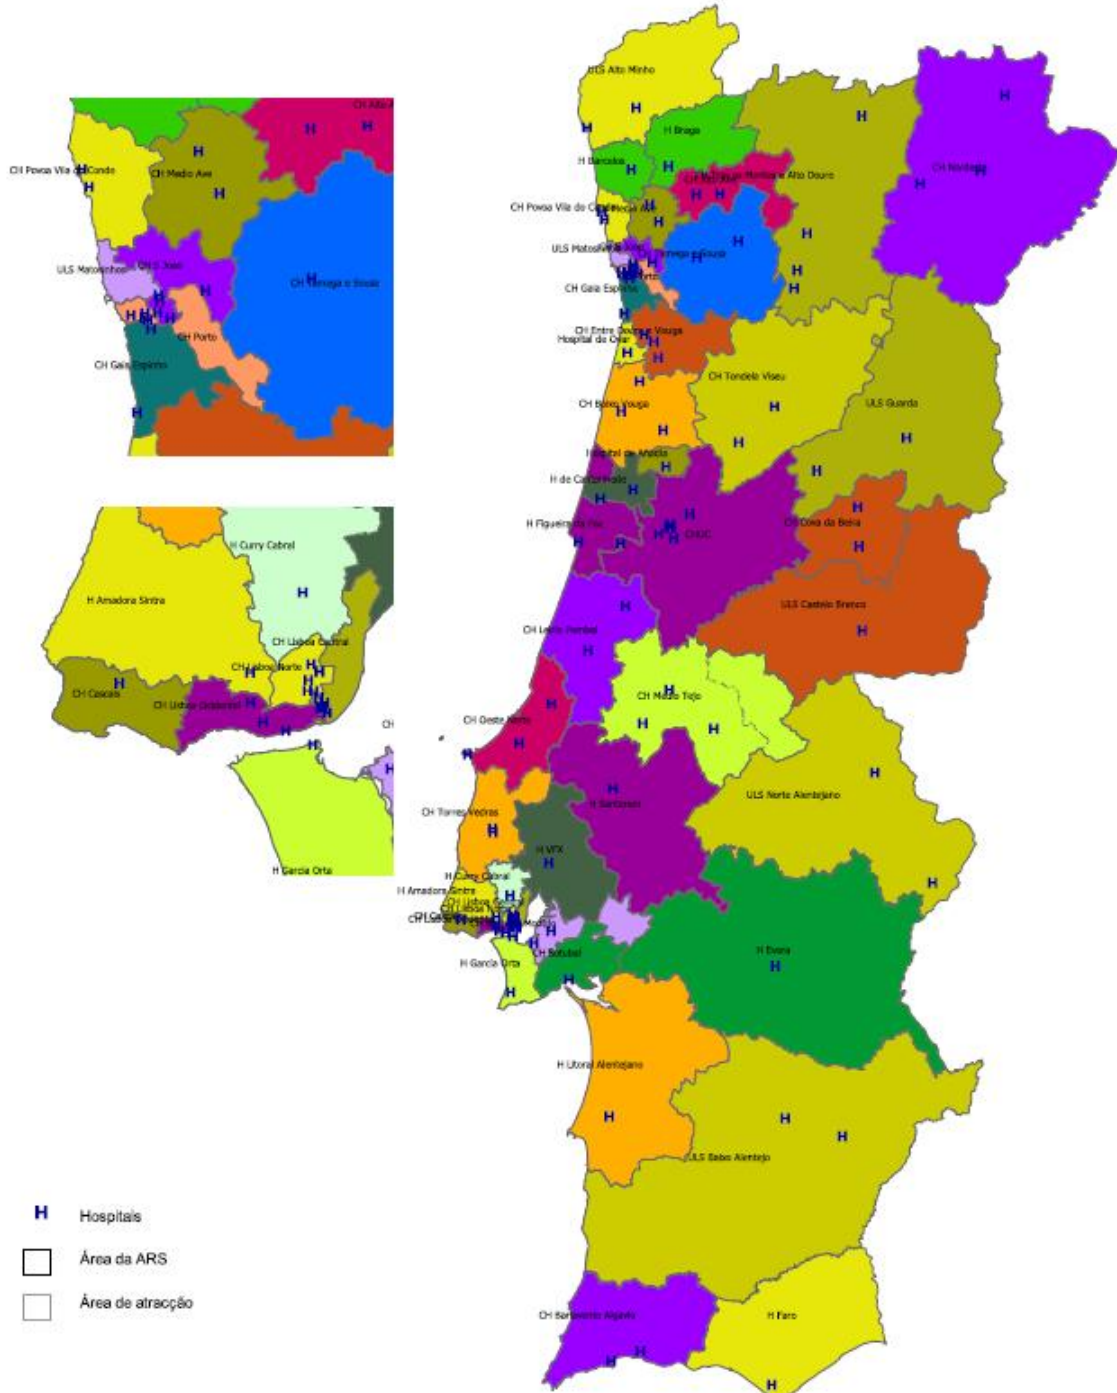 CH Alto A
CH Povoa Vila do Conde
CH Medio Ave
ULS Matosinhos
CH S Joao
CH Tamega e Sousa
CH Porto
CH Gaia Espinho
H Curry Cabral
H Amadora Sintra
CH Lisboa Central
CH Lisboa Norte
CH Cascais
CH Lisboa Ocidental
CH
H Garcia Orta
ULS Alto Minho
H Braga
CH Nordeste
H Barcelos
e Alto Douro
CH Povoa Vila do Conde
ULS Matosinhos
CH Tamega e Sousa
CH Gaia Espinho
CH Entre Douro e Vouga
Hospital de Ovar
CH Tondela Viseu
CH Baixo Vouga
ULS Guarda
Hospital de Anadia
H de Cantanhede
H Figueira da Foz
CHUC
CH Cova da Beira
ULS Castelo Branco
CH Leiria Pombal
CH Medio Tejo
CH Oeste Norte
ULS Norte Alentejano
H Santarem
CH Torres Vedras
H VFX
H Curry Cabral
H Amadora Sintra
CH Setubal
H Garcia Orta
H Evora
H Litoral Alentejano
ULS Baixo Alentejo
CH Barlavento Algarvio
H Faro
H Hospitais
Área da ARS
Área de atracção